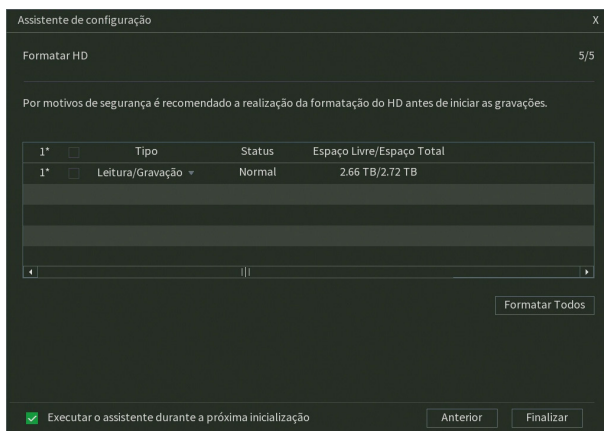 Assistente de configuração X
Formatar HD 5/5
Por motivos de segurança é recomendado a realização da formatação do HD antes de iniciar as gravações.
1* Tipo Status Espaço Livre/Espaço Total
1* Leitura/Gravação Normal 2.66 TB/2.72 TB
Formatar Todos
Executar o assistente durante a próxima inicialização Anterior Finalizar